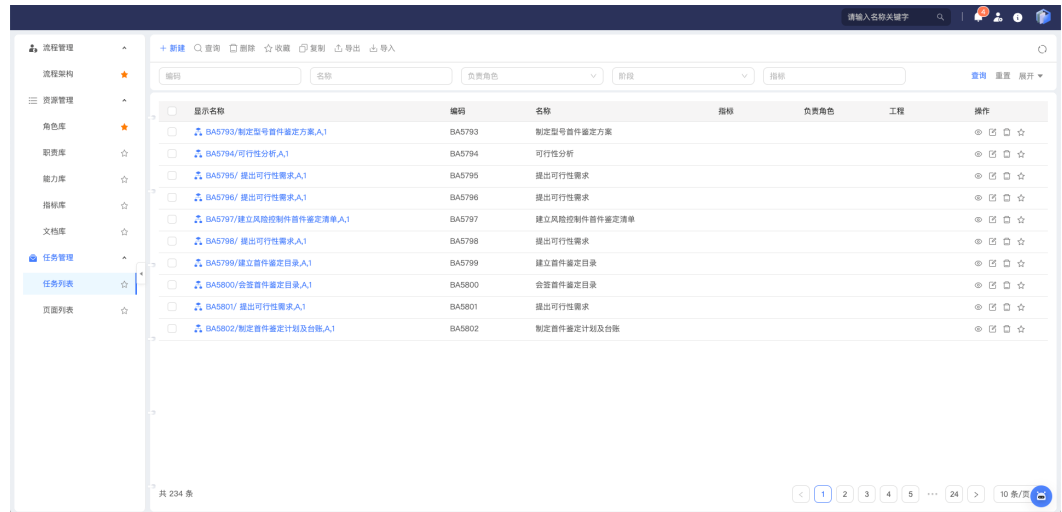 请输入名称关键字
4
流程管理
流程架构
资源管理
角色库
职责库
能力库
指标库
文档库
任务管理
任务列表
页面列表
+ 新建 查询 删除 收藏 复制 导出 导入
编码 名称 负责角色 阶段 指标 查询 重置 展开
显示名称 编码 名称 指标 负责角色 工程 操作
BA5793/制定型号首件鉴定方案,A,1 BA5793 制定型号首件鉴定方案
BA5794/可行性分析,A,1 BA5794 可行性分析
BA5795/ 提出可行性需求,A,1 BA5795 提出可行性需求
BA5796/ 提出可行性需求,A,1 BA5796 提出可行性需求
BA5797/建立风险控制件首件鉴定清单,A,1 BA5797 建立风险控制件首件鉴定清单
BA5798/ 提出可行性需求,A,1 BA5798 提出可行性需求
BA5799/建立首件鉴定目录,A,1 BA5799 建立首件鉴定目录
BA5800/会签首件鉴定目录,A,1 BA5800 会签首件鉴定目录
BA5801/ 提出可行性需求,A,1 BA5801 提出可行性需求
BA5802/制定首件鉴定计划及台账,A,1 BA5802 制定首件鉴定计划及台账
共 234 条 < 1 2 3 4 5 ··· 24 > 10 条/页